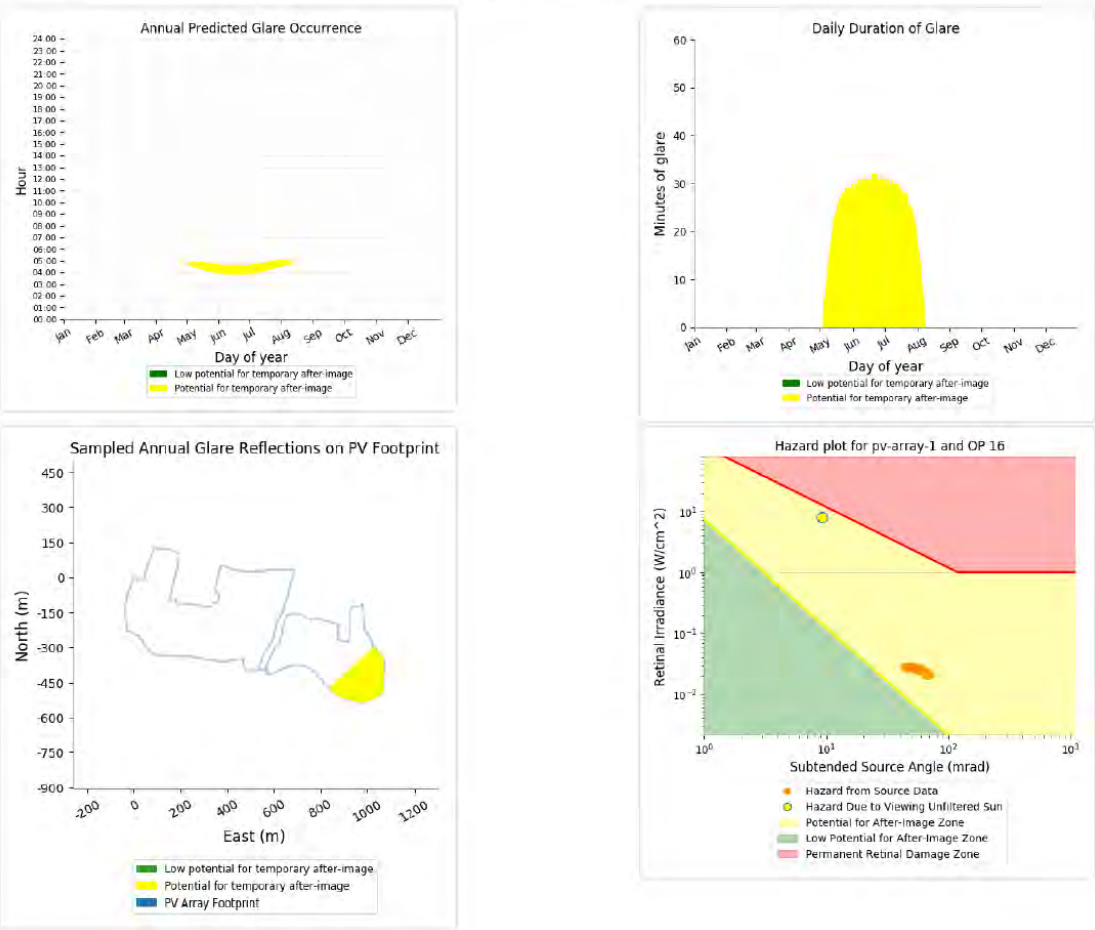 Annual Predicted Glare Occurrence
24:00
23:00
22:00
21:00
20:00
19:00
18:00
17:00
16:00
15:00
14:00
13:00
12:00
11:00
10:00
09:00
08:00
07:00
06:00
05:00
04:00
03:00
02:00
01:00
00:00
Hour
Jan Feb Mar Apr May Jun Jul Aug Sep Oct Nov Dec
Day of year
Low potential for temporary after-image
Potential for temporary after-image
Daily Duration of Glare
60
50
40
30
20
10
0
Minutes of glare
Jan Feb Mar Apr May Jun Jul Aug Sep Oct Nov Dec
Day of year
Low potential for temporary after-image
Potential for temporary after-image
Sampled Annual Glare Reflections on PV Footprint
450
300
150
0
-150
-300
-450
-600
-750
-900
North (m)
-200 0 200 400 600 800 1000 1200
East (m)
Low potential for temporary after-image
Potential for temporary after-image
PV Array Footprint
Hazard plot for pv-array-1 and OP 16
10^1
10^0
10^-1
10^-2
Retinal Irradiance (W/cm^2)
10^0 10^1 10^2 10^3
Subtended Source Angle (mrad)
Hazard from Source Data
Hazard Due to Viewing Unfiltered Sun
Potential for After-Image Zone
Low Potential for After-Image Zone
Permanent Retinal Damage Zone